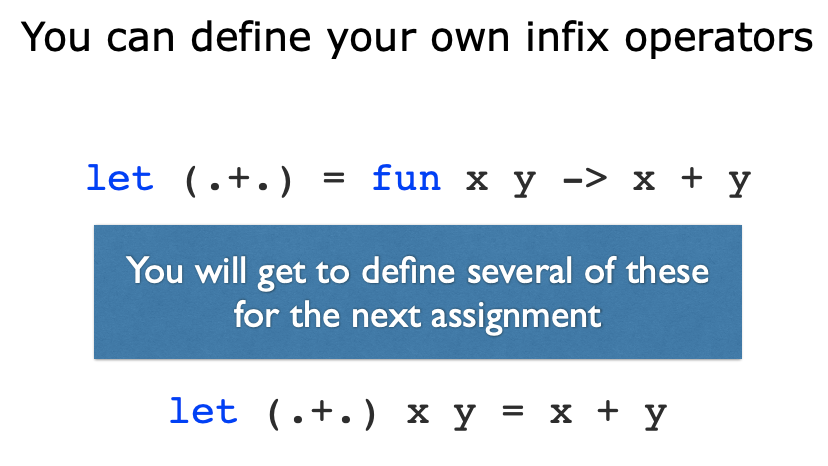 You can define your own infix operators
let (.+.) = fun x y -> x + y
You will get to define several of these
for the next assignment
let (.+.) x y = x + y